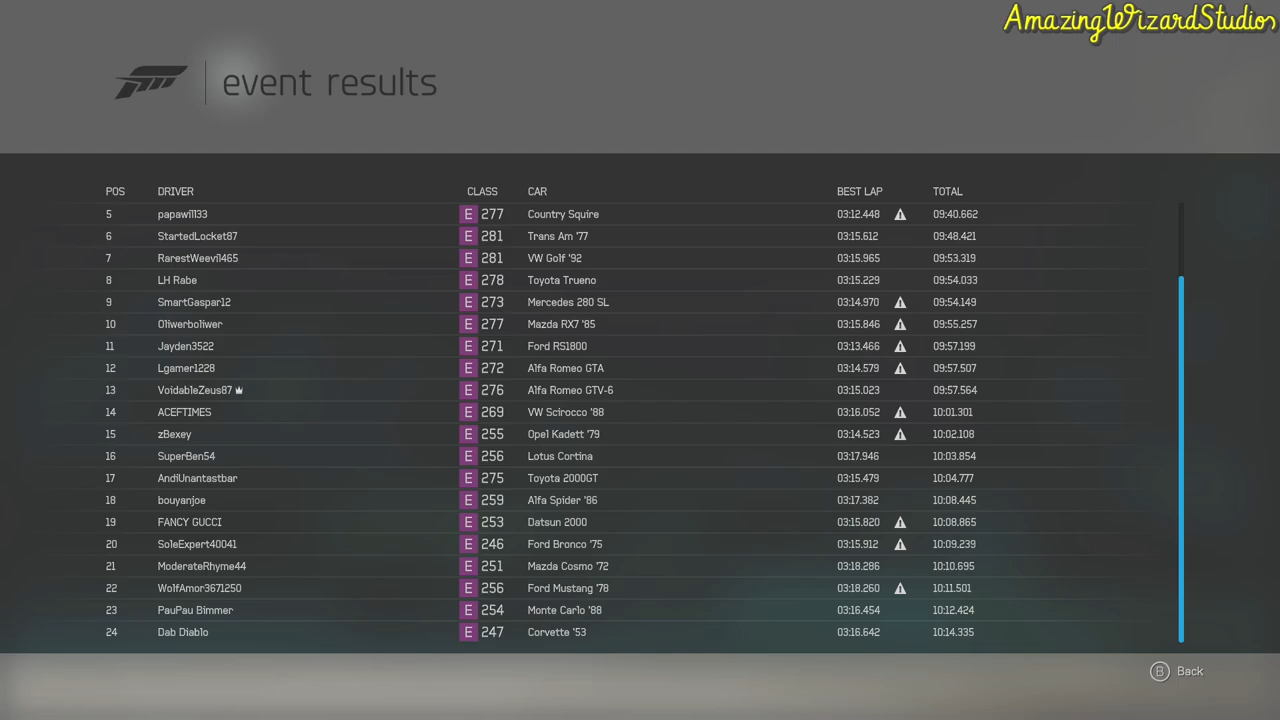 AmazingWizardStudios
event results
POS DRIVER CLASS CAR BEST LAP TOTAL
5 papawill33 E 277 Country Squire 03:12.448 09:40.662
6 StartedLocket87 E 281 Trans Am '77 03:15.612 09:48.421
7 RarestWeevil465 E 281 VW Golf '92 03:15.965 09:53.319
8 LH Rabe E 278 Toyota Trueno 03:15.229 09:54.033
9 SmartGaspar12 E 273 Mercedes 280 SL 03:14.970 09:54.149
10 Oliwerboliwer E 277 Mazda RX7 '85 03:15.846 09:55.257
11 Jayden3522 E 271 Ford RS1800 03:13.466 09:57.199
12 Lgamer1228 E 272 Alfa Romeo GTA 03:14.579 09:57.507
13 VoidableZeus87 E 276 Alfa Romeo GTV-6 03:15.023 09:57.564
14 ACEFTIMES E 269 VW Scirocco '88 03:16.052 10:01.301
15 zBexey E 255 Opel Kadett '79 03:14.523 10:02.108
16 SuperBen54 E 256 Lotus Cortina 03:17.946 10:03.854
17 AndiUnantastbar E 275 Toyota 2000GT 03:15.479 10:04.777
18 bouyanjoe E 259 Alfa Spider '86 03:17.382 10:08.445
19 FANCY GUCCI E 253 Datsun 2000 03:15.820 10:08.865
20 SoleExpert40041 E 246 Ford Bronco '75 03:15.912 10:09.239
21 ModerateRhyme44 E 251 Mazda Cosmo '72 03:18.286 10:10.695
22 WolfAmor3671250 E 256 Ford Mustang '78 03:18.260 10:11.501
23 PauPau Bimmer E 254 Monte Carlo '88 03:16.454 10:12.424
24 Dab Diablo E 247 Corvette '53 03:16.642 10:14.335
B Back